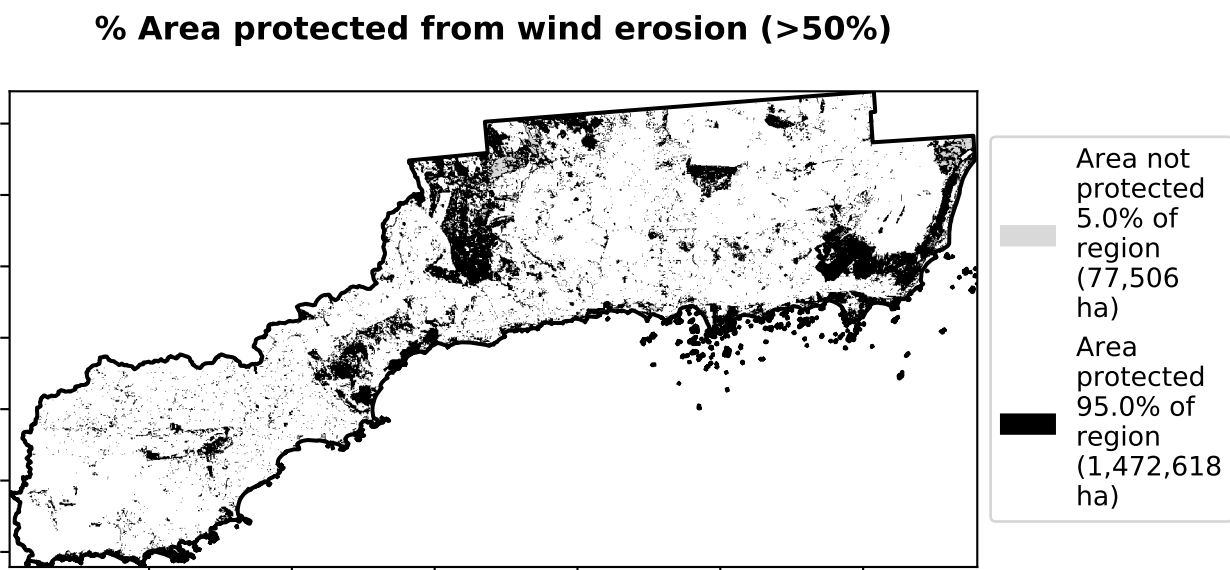 % Area protected from wind erosion (>50%)
Area not
protected
5.0% of
region
(77,506
ha)
Area
protected
95.0% of
region
(1,472,618
ha)